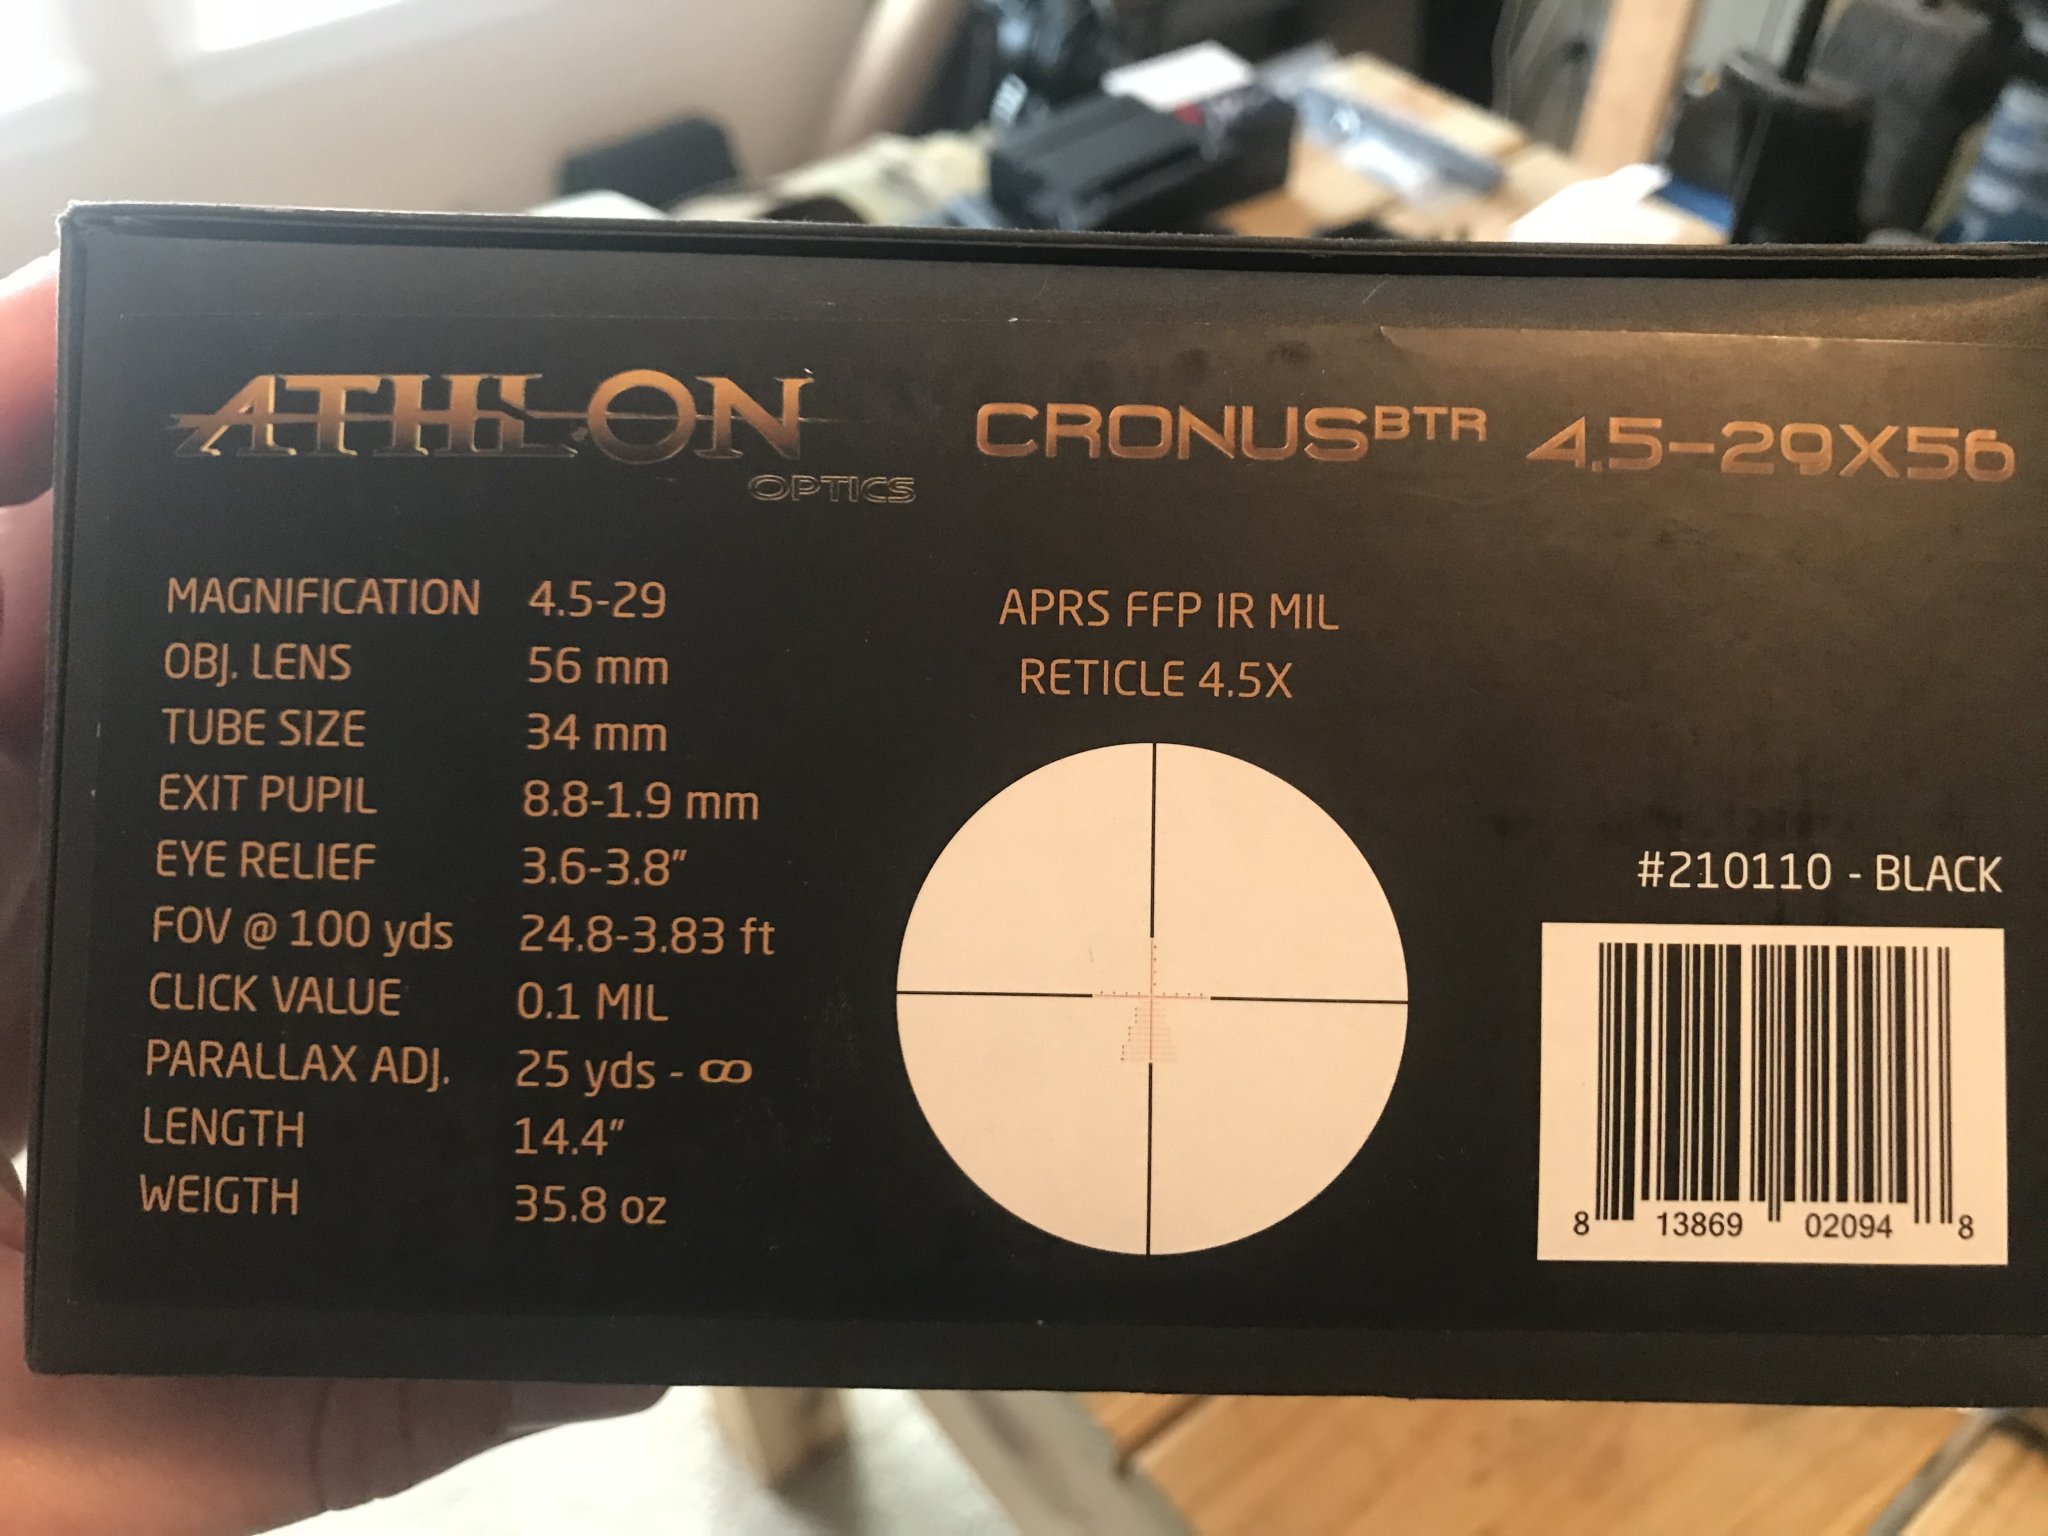 ATHLON
OPTICS
CRONUS BTR 4.5-29X56
MAGNIFICATION 4.5-29
OBJ. LENS 56 mm
TUBE SIZE 34 mm
EXIT PUPIL 8.8-1.9 mm
EYE RELIEF 3.6-3.8”
FOV @ 100 yds 24.8-3.83 ft
CLICK VALUE 0.1 MIL
PARALLAX ADJ. 25 yds - ∞
LENGTH 14.4”
WEIGTH 35.8 oz
APRS FFP IR MIL
RETICLE 4.5X
#210110 - BLACK
8 13869 02094 8